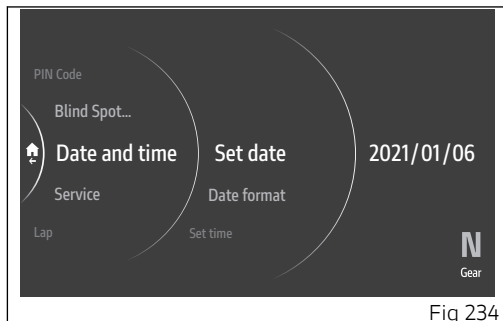 PIN Code
Blind Spot...
Date and time
Service
Lap
Set date
Date format
Set time
2021/01/06
N
Gear
Fig 234